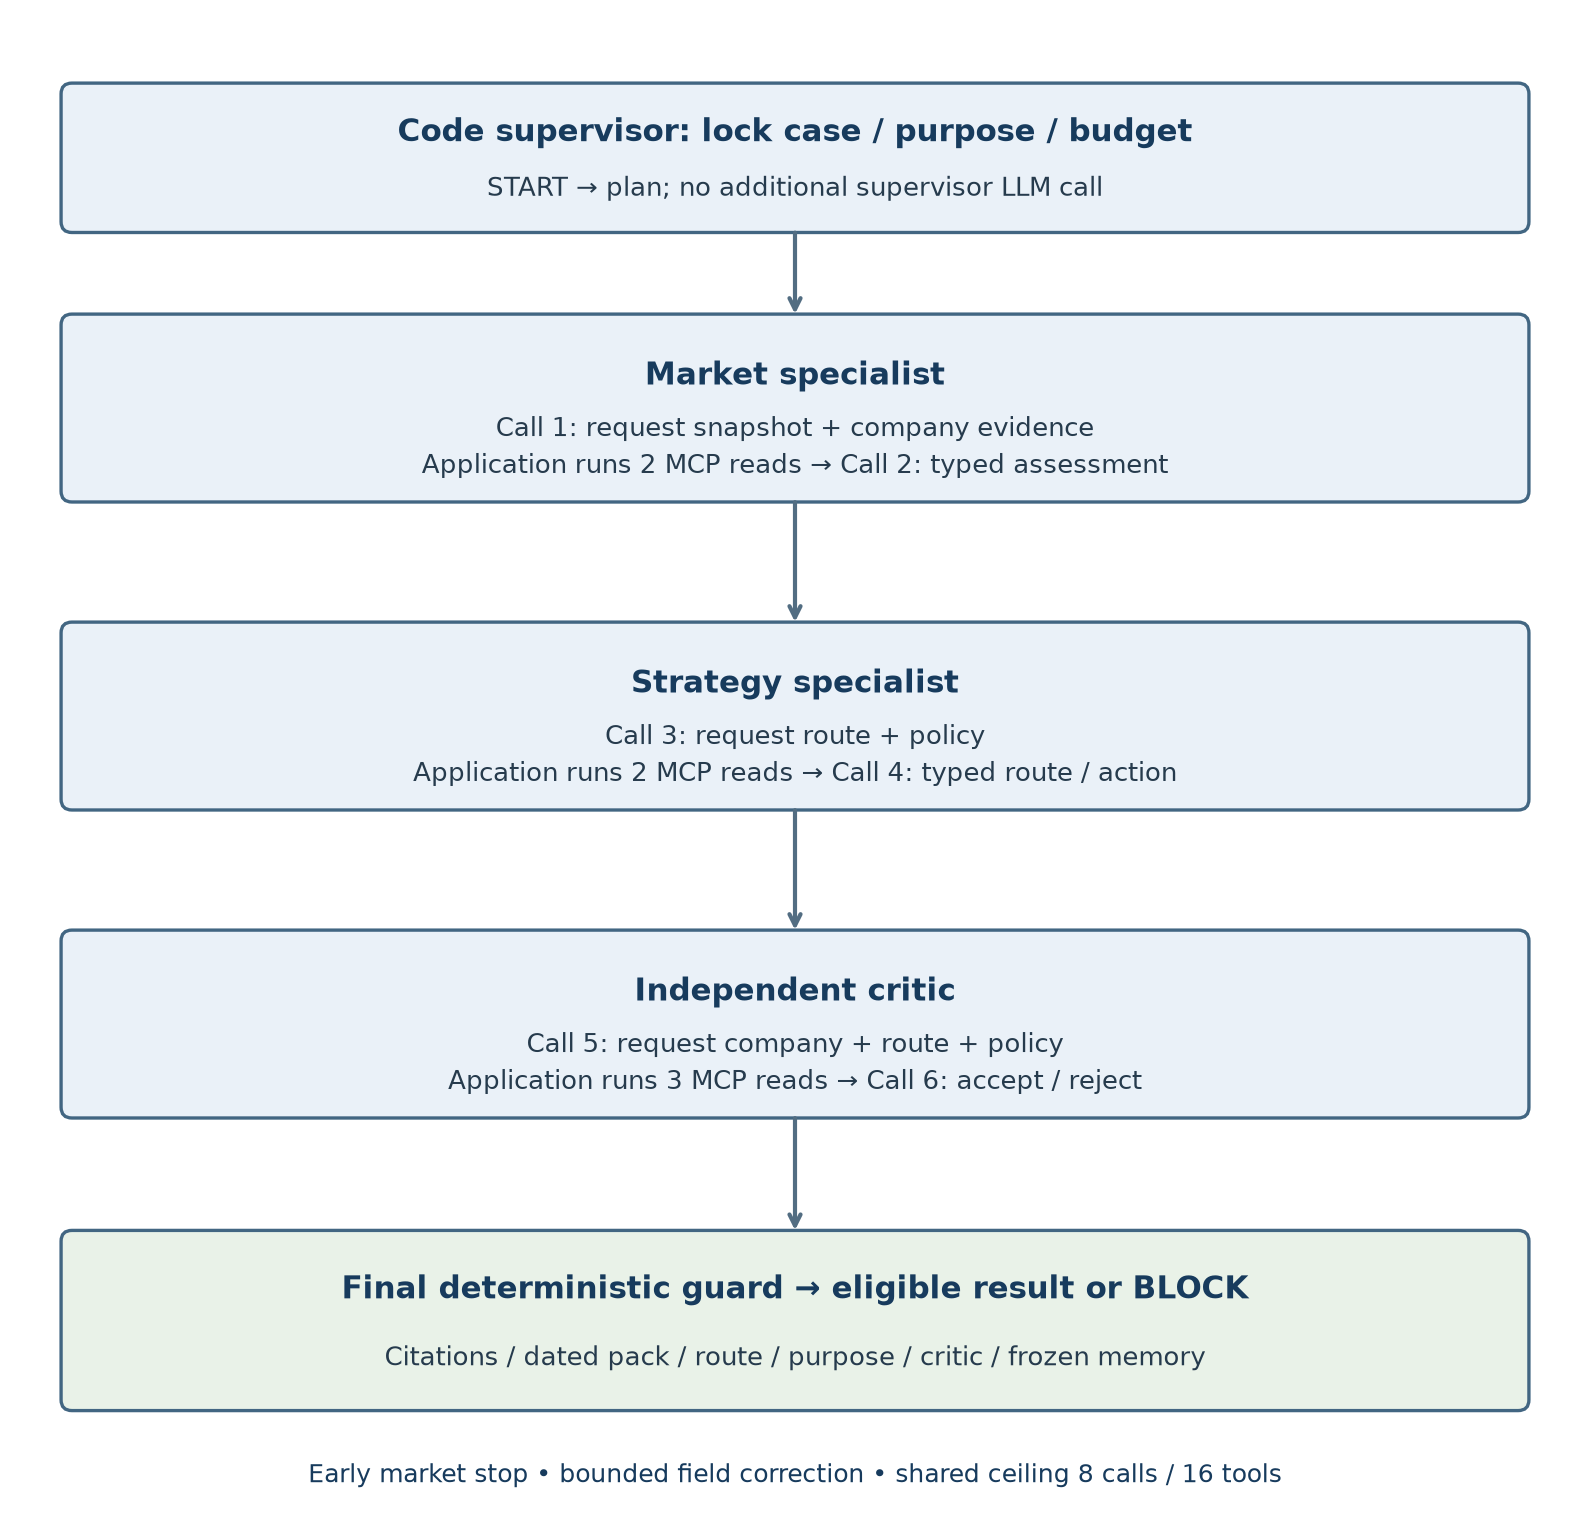 Code supervisor: lock case / purpose / budget
START → plan; no additional supervisor LLM call
Market specialist
Call 1: request snapshot + company evidence
Application runs 2 MCP reads → Call 2: typed assessment
Strategy specialist
Call 3: request route + policy
Application runs 2 MCP reads → Call 4: typed route / action
Independent critic
Call 5: request company + route + policy
Application runs 3 MCP reads → Call 6: accept / reject
Final deterministic guard → eligible result or BLOCK
Citations / dated pack / route / purpose / critic / frozen memory
Early market stop • bounded field correction • shared ceiling 8 calls / 16 tools